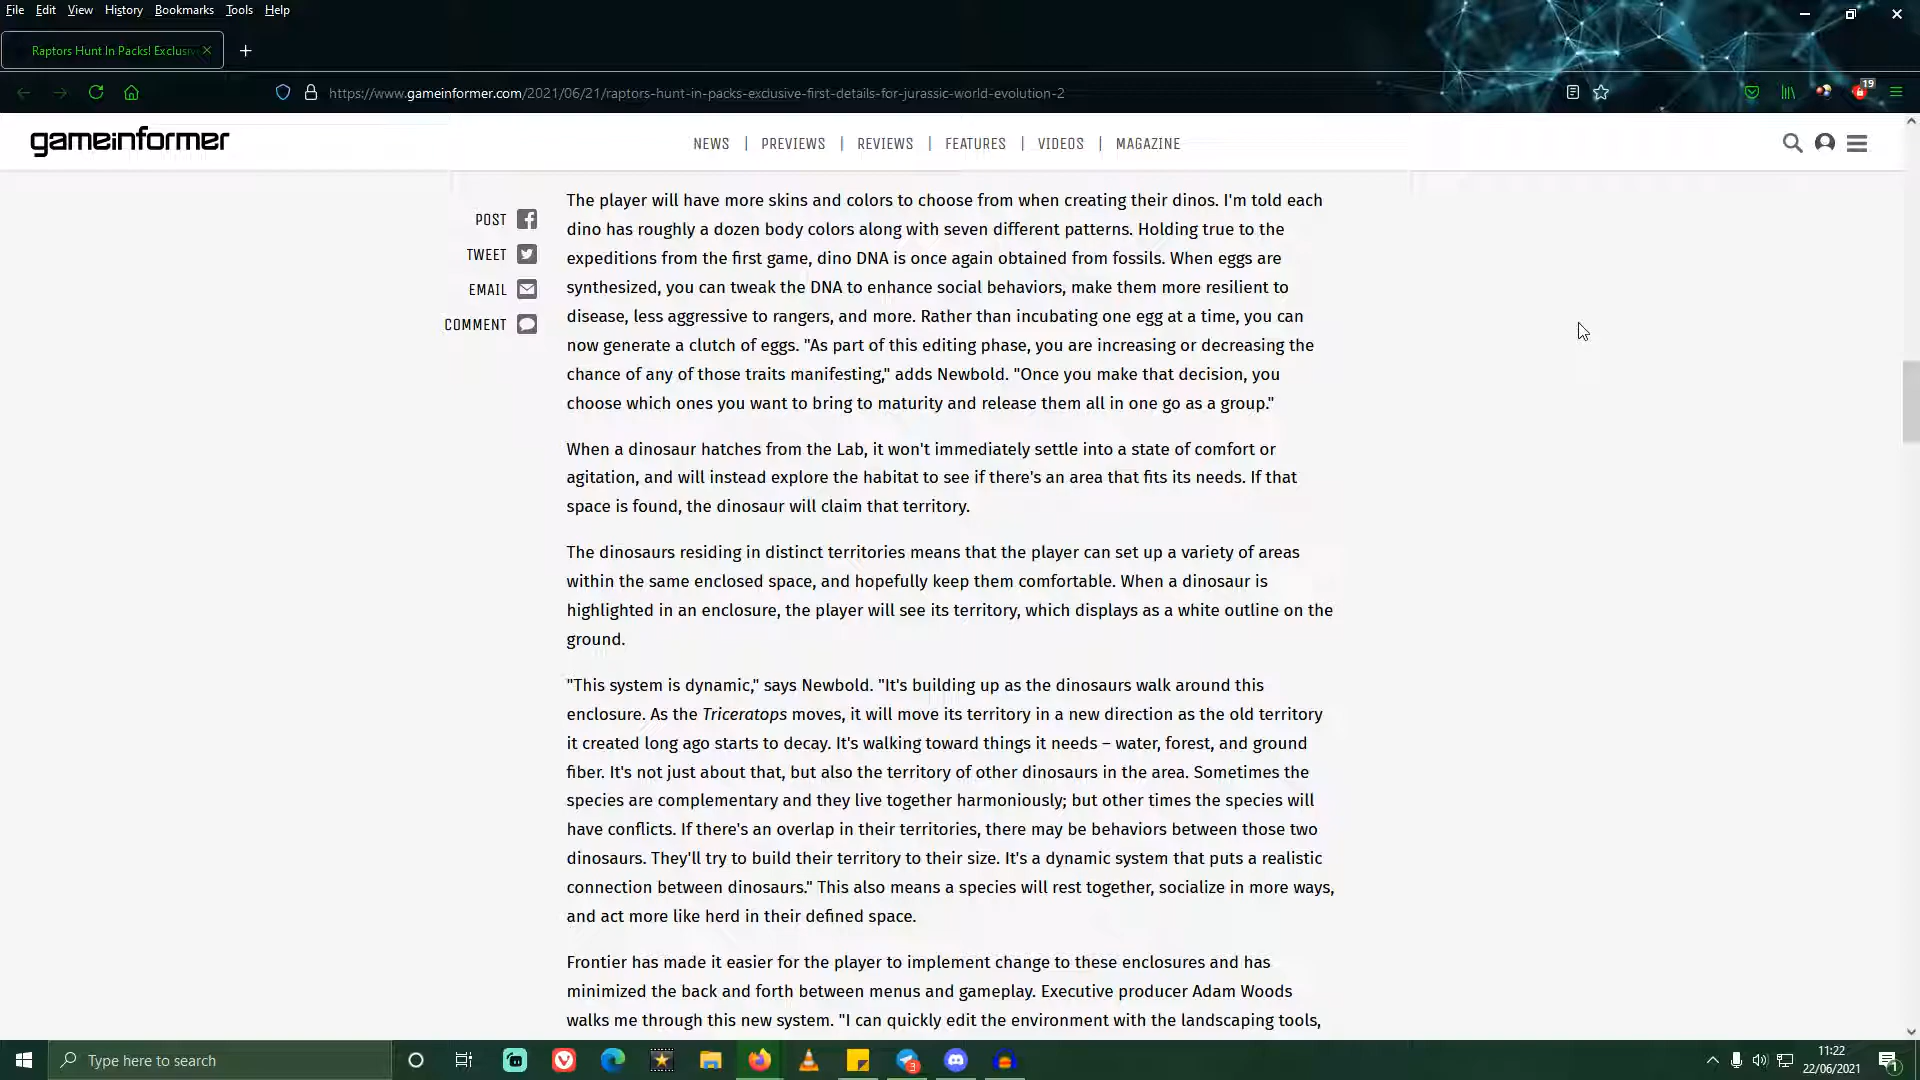 File Edit View History Bookmarks Tools Help
Raptors Hunt In Packs! Exclusiv
https://www.gameinformer.com/2021/06/21/raptors-hunt-in-packs-exclusive-first-details-for-jurassic-world-evolution-2
19
gameinformer
NEWS | PREVIEWS | REVIEWS | FEATURES | VIDEOS | MAGAZINE
POST
TWEET
EMAIL
COMMENT
The player will have more skins and colors to choose from when creating their dinos. I'm told each
dino has roughly a dozen body colors along with seven different patterns. Holding true to the
expeditions from the first game, dino DNA is once again obtained from fossils. When eggs are
synthesized, you can tweak the DNA to enhance social behaviors, make them more resilient to
disease, less aggressive to rangers, and more. Rather than incubating one egg at a time, you can
now generate a clutch of eggs. "As part of this editing phase, you are increasing or decreasing the
chance of any of those traits manifesting," adds Newbold. "Once you make that decision, you
choose which ones you want to bring to maturity and release them all in one go as a group."
When a dinosaur hatches from the Lab, it won't immediately settle into a state of comfort or
agitation, and will instead explore the habitat to see if there's an area that fits its needs. If that
space is found, the dinosaur will claim that territory.
The dinosaurs residing in distinct territories means that the player can set up a variety of areas
within the same enclosed space, and hopefully keep them comfortable. When a dinosaur is
highlighted in an enclosure, the player will see its territory, which displays as a white outline on the
ground.
"This system is dynamic," says Newbold. "It's building up as the dinosaurs walk around this
enclosure. As the Triceratops moves, it will move its territory in a new direction as the old territory
it created long ago starts to decay. It's walking toward things it needs – water, forest, and ground
fiber. It's not just about that, but also the territory of other dinosaurs in the area. Sometimes the
species are complementary and they live together harmoniously; but other times the species will
have conflicts. If there's an overlap in their territories, there may be behaviors between those two
dinosaurs. They'll try to build their territory to their size. It's a dynamic system that puts a realistic
connection between dinosaurs." This also means a species will rest together, socialize in more ways,
and act more like herd in their defined space.
Frontier has made it easier for the player to implement change to these enclosures and has
minimized the back and forth between menus and gameplay. Executive producer Adam Woods
walks me through this new system. "I can quickly edit the environment with the landscaping tools,
Type here to search
3
11:22
22/06/2021
1